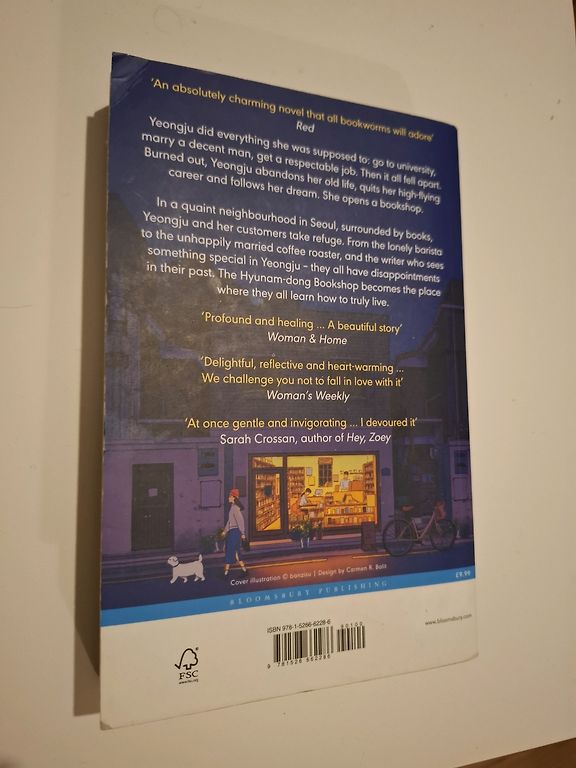 'An absolutely charming novel that all bookworms will adore'
Red
Yeongju did everything she was supposed to: go to university,
marry a decent man, get a respectable job. Then it all fell apart.
Burned out, Yeongju abandons her old life, quits her high-flying
career and follows her dream. She opens a bookshop.
In a quaint neighbourhood in Seoul, surrounded by books,
Yeongju and her customers take refuge. From the lonely barista
to the unhappily married coffee roaster, and the writer who sees
something special in Yeongju – they all have disappointments
in their past. The Hyunam-dong Bookshop becomes the place
where they all learn how to truly live.
'Profound and healing ... A beautiful story'
Woman & Home
'Delightful, reflective and heart-warming ...
We challenge you not to fall in love with it'
Woman's Weekly
'At once gentle and invigorating ... I devoured it'
Sarah Crossan, author of Hey, Zoey
Cover illustration © banzisu | Design by Carmen R. Balit
BLOOMSBURY PUBLISHING
£9.99
www.bloomsbury.com
ISBN 978-1-5266-6228-6
90100
9 781526 662286
FSC
www.fsc.org